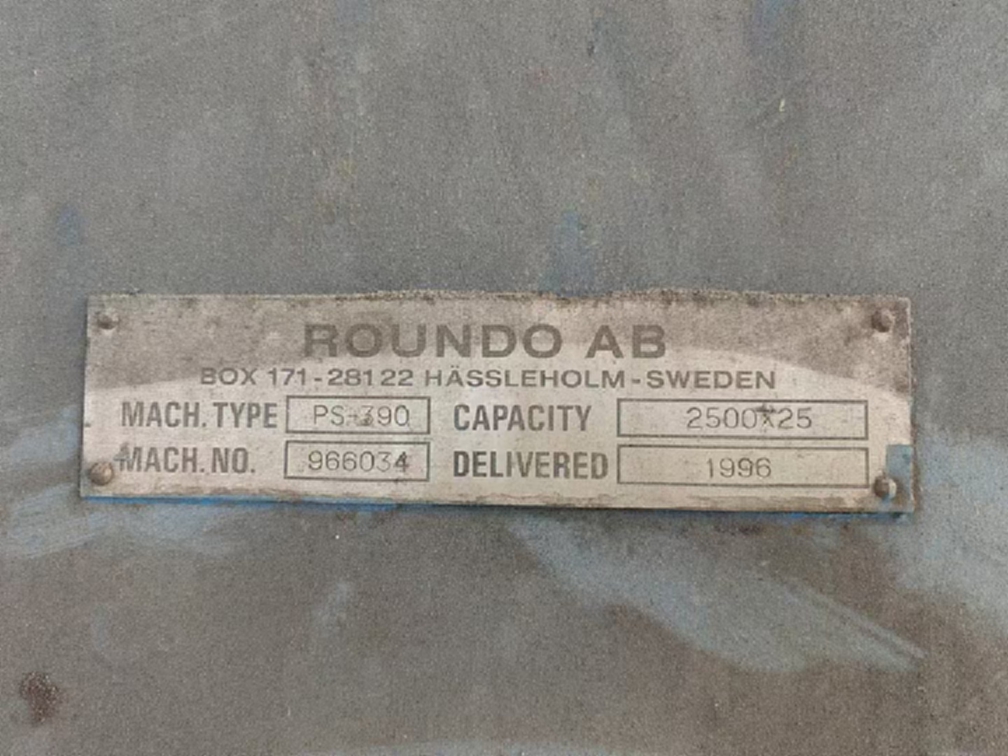 ROUNDO AB
BOX 171-28122 HÄSSLEHOLM-SWEDEN
MACH. TYPE PS-390 CAPACITY 2500x25
MACH. NO. 966034 DELIVERED 1996